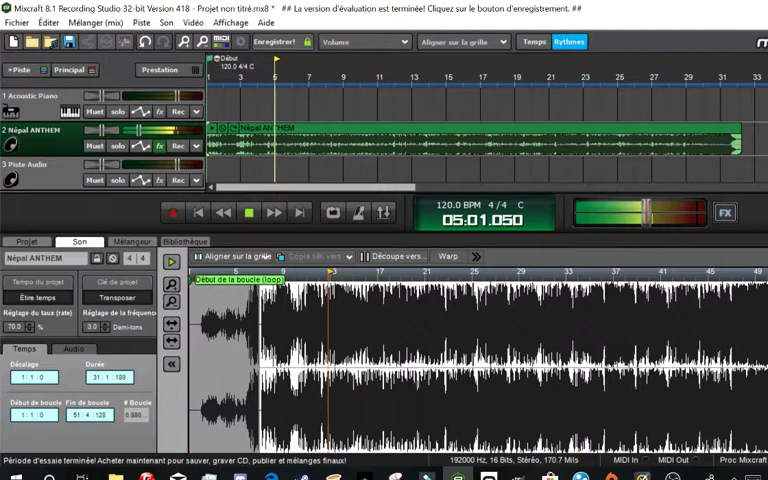 Mixcraft 8.1 Recording Studio 32-bit Version 418 - Projet non titré.mx8 * ## La version d'évaluation est terminée! Cliquez sur le bouton d'enregistrement. ##
Fichier Éditer Mélanger (mix) Piste Son Vidéo Affichage Aide
Enregistrer! Volume Aligner sur la grille Temps Rythmes
+Piste Principal Prestation
Début
120.0 4/4 C
1 3 5 7 9 11 13 15 17 19 21 23 25 27 29 31 33
1 Acoustic Piano
Muet solo fx Rec
2 Népal ANTHEM
Népal ANTHEM
Muet solo fx Rec
3 Piste Audio
Muet solo fx Rec
120.0 BPM 4 / 4 C
05:01.050
FX
Projet Son Mélangeur Bibliothèque
Népal ANTHEM 4 4
Aligner sur la grille Découpe vers... Warp
Tempo du projet Clé de projet
Être temps Transposer
Réglage du taux (rate) Réglage de la fréquence
70.0 % 3.0 Demi-tons
5 9 17 21 25 29 33 37 41 45 49
Début de la boucle (loop)
Temps Audio
Décalage Durée
1: 1 :0 31: 1 :189
Début de boucle Fin de boucle # Boucle
1: 1 :0 51: 4 :128 0.880...
Période d'essaie terminée! Acheter maintenant pour sauver, graver CD, publier et mélanges finaux!
192000 Hz, 16 Bits, Stéréo, 170.7 Mils MIDI In MIDI Out Proc Mixcraft